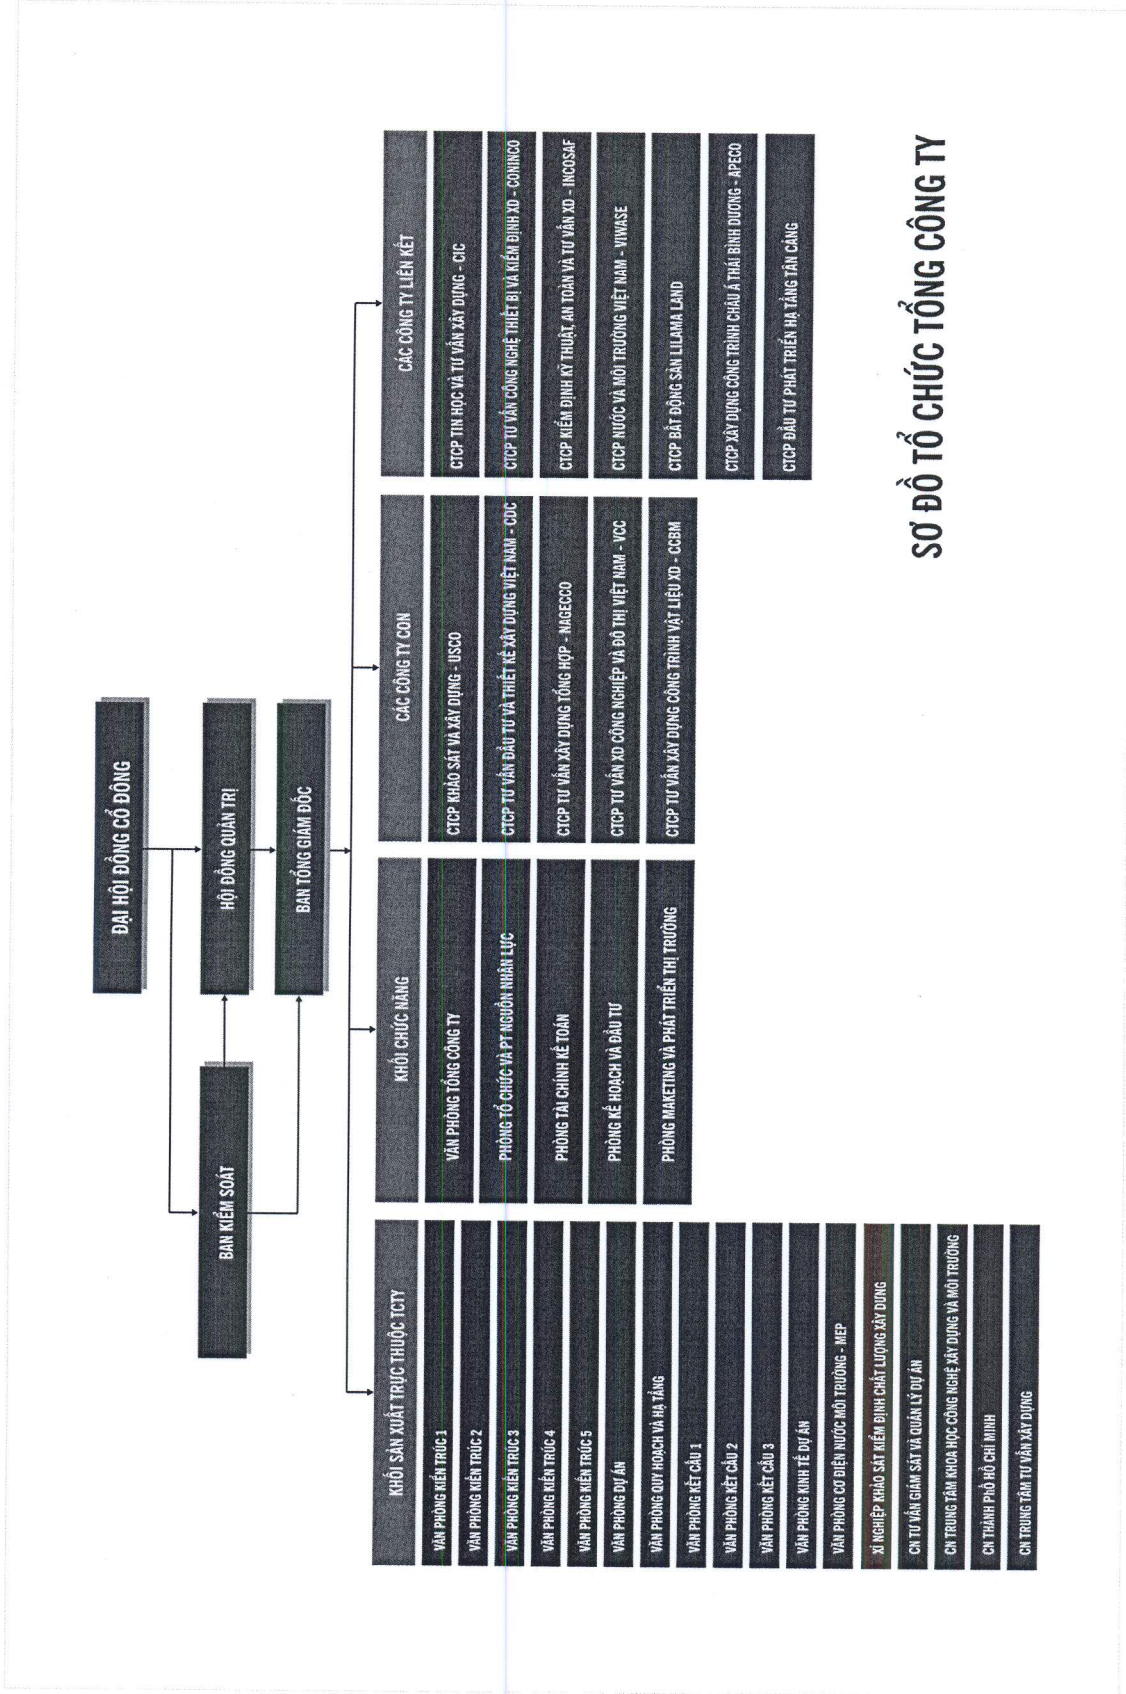 ĐẠI HỘI ĐỒNG CỔ ĐÔNG
BAN KIỂM SOÁT
HỘI ĐỒNG QUẢN TRỊ
BAN TỔNG GIÁM ĐỐC
KHỐI SẢN XUẤT TRỰC THUỘC TCTY
VĂN PHÒNG KIẾN TRÚC 1
VĂN PHÒNG KIẾN TRÚC 2
VĂN PHÒNG KIẾN TRÚC 3
VĂN PHÒNG KIẾN TRÚC 4
VĂN PHÒNG KIẾN TRÚC 5
VĂN PHÒNG DỰ ÁN
VĂN PHÒNG QUY HOẠCH VÀ HẠ TẦNG
VĂN PHÒNG KẾT CẤU 1
VĂN PHÒNG KẾT CẤU 2
VĂN PHÒNG KẾT CẤU 3
VĂN PHÒNG KINH TẾ DỰ ÁN
VĂN PHÒNG CƠ ĐIỆN NƯỚC MÔI TRƯỜNG - MEP
XÍ NGHIỆP KHẢO SÁT KIỂM ĐỊNH CHẤT LƯỢNG XÂY DỰNG
CN TƯ VẤN GIÁM SÁT VÀ QUẢN LÝ DỰ ÁN
CN TRUNG TÂM KHOA HỌC CÔNG NGHỆ XÂY DỰNG VÀ MÔI TRƯỜNG
CN THÀNH PHỐ HỒ CHÍ MINH
CN TRUNG TÂM TƯ VẤN XÂY DỰNG
KHỐI CHỨC NĂNG
VĂN PHÒNG TỔNG CÔNG TY
PHÒNG TỔ CHỨC VÀ PT NGUỒN NHÂN LỰC
PHÒNG TÀI CHÍNH KẾ TOÁN
PHÒNG KẾ HOẠCH VÀ ĐẦU TƯ
PHÒNG MAKETING VÀ PHÁT TRIỂN THỊ TRƯỜNG
CÁC CÔNG TY CON
CTCP KHẢO SÁT VÀ XÂY DỰNG - USCO
CTCP TƯ VẤN ĐẦU TƯ VÀ THIẾT KẾ XÂY DỰNG VIỆT NAM - CDC
CTCP TƯ VẤN XÂY DỰNG TỔNG HỢP - NAGECCO
CTCP TƯ VẤN XD CÔNG NGHIỆP VÀ ĐÔ THỊ VIỆT NAM - VCC
CTCP TƯ VẤN XÂY DỰNG CÔNG TRÌNH VẬT LIỆU XD - CCBM
CÁC CÔNG TY LIÊN KẾT
CTCP TIN HỌC VÀ TƯ VẤN XÂY DỰNG - CIC
CTCP TƯ VẤN CÔNG NGHỆ THIẾT BỊ VÀ KIỂM ĐỊNH XD - CONINCO
CTCP KIỂM ĐỊNH KỸ THUẬT, AN TOÀN VÀ TƯ VẤN XD - INCOSAF
CTCP NƯỚC VÀ MÔI TRƯỜNG VIỆT NAM - VIWASE
CTCP BẤT ĐỘNG SẢN LILAMA LAND
CTCP XÂY DỰNG CÔNG TRÌNH CHÂU Á THÁI BÌNH DƯƠNG - APECO
CTCP ĐẦU TƯ PHÁT TRIỂN HẠ TẦNG TÂN CẢNG
SƠ ĐỒ TỔ CHỨC TỔNG CÔNG TY